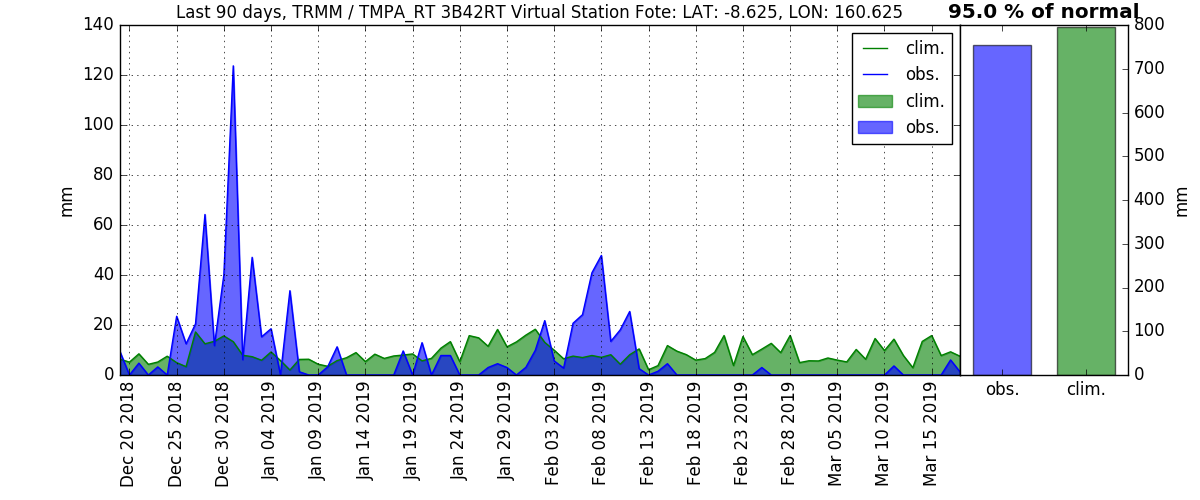 Last 90 days, TRMM / TMPA_RT 3B42RT Virtual Station Fote: LAT: -8.625, LON: 160.625
95.0 % of normal
mm
140
120
100
80
60
40
20
0
clim.
obs.
clim.
obs.
800
700
600
500
400
300
200
100
0
mm
Dec 20 2018
Dec 25 2018
Dec 30 2018
Jan 04 2019
Jan 09 2019
Jan 14 2019
Jan 19 2019
Jan 24 2019
Jan 29 2019
Feb 03 2019
Feb 08 2019
Feb 13 2019
Feb 18 2019
Feb 23 2019
Feb 28 2019
Mar 05 2019
Mar 10 2019
Mar 15 2019
obs.
clim.